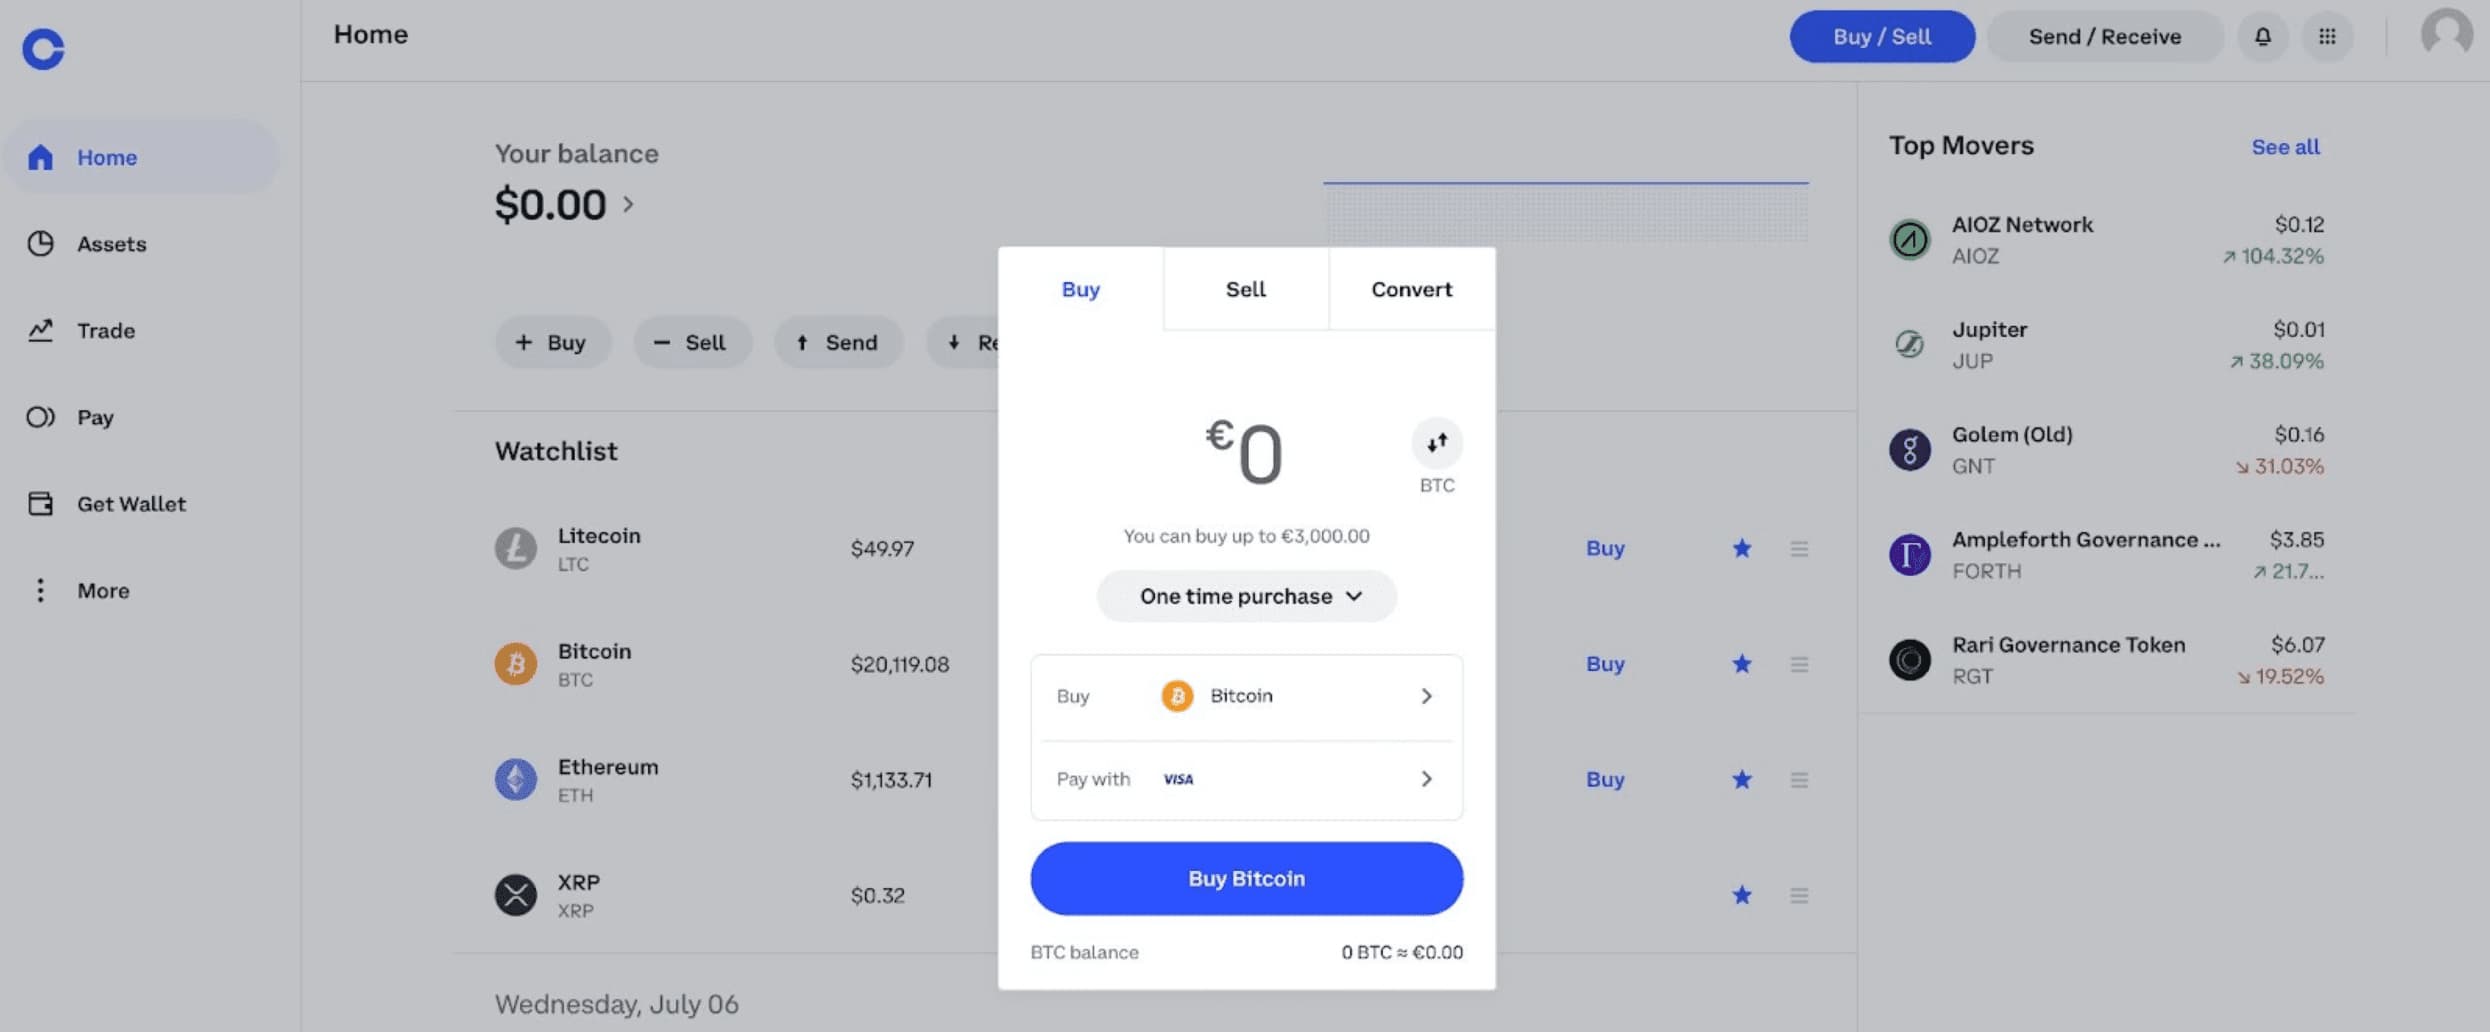 Home
Buy / Sell
Send / Receive
Home
Assets
Trade
Pay
Get Wallet
More
Your balance
$0.00
+ Buy
− Sell
Send
Watchlist
Litecoin
LTC
$49.97
Buy
Bitcoin
BTC
$20,119.08
Buy
Ethereum
ETH
$1,133.71
Buy
XRP
XRP
$0.32
Wednesday, July 06
Buy
Sell
Convert
€0
BTC
You can buy up to €3,000.00
One time purchase
Buy Bitcoin
Pay with VISA
Buy Bitcoin
BTC balance 0 BTC ≈ €0.00
Top Movers
See all
AIOZ Network $0.12
AIOZ ↗ 104.32%
Jupiter $0.01
JUP ↗ 38.09%
Golem (Old) $0.16
GNT ↘ 31.03%
Ampleforth Governance ... $3.85
FORTH ↗ 21.7...
Rari Governance Token $6.07
RGT ↘ 19.52%